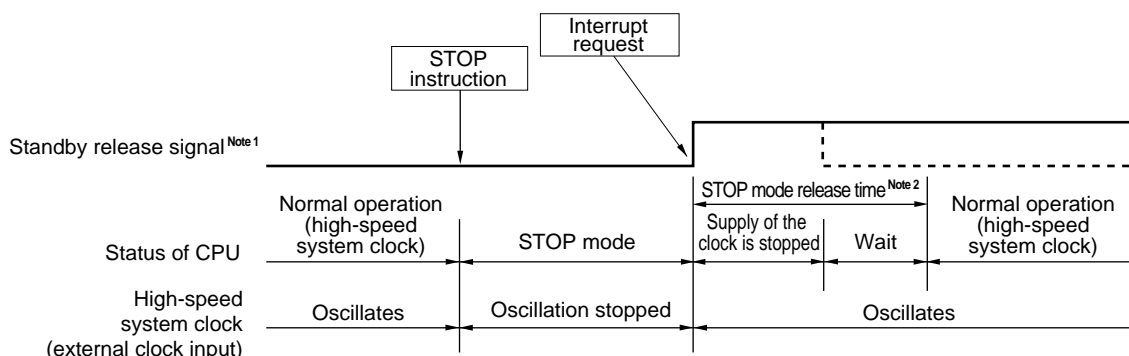 Interrupt
request
STOP
instruction
Standby release signal Note 1
STOP mode release time Note 2
Normal operation
(high-speed
system clock)
Supply of the
clock is stopped
Normal operation
(high-speed
system clock)
Status of CPU
STOP mode
Wait
High-speed
system clock
(external clock input)
Oscillates
Oscillation stopped
Oscillates